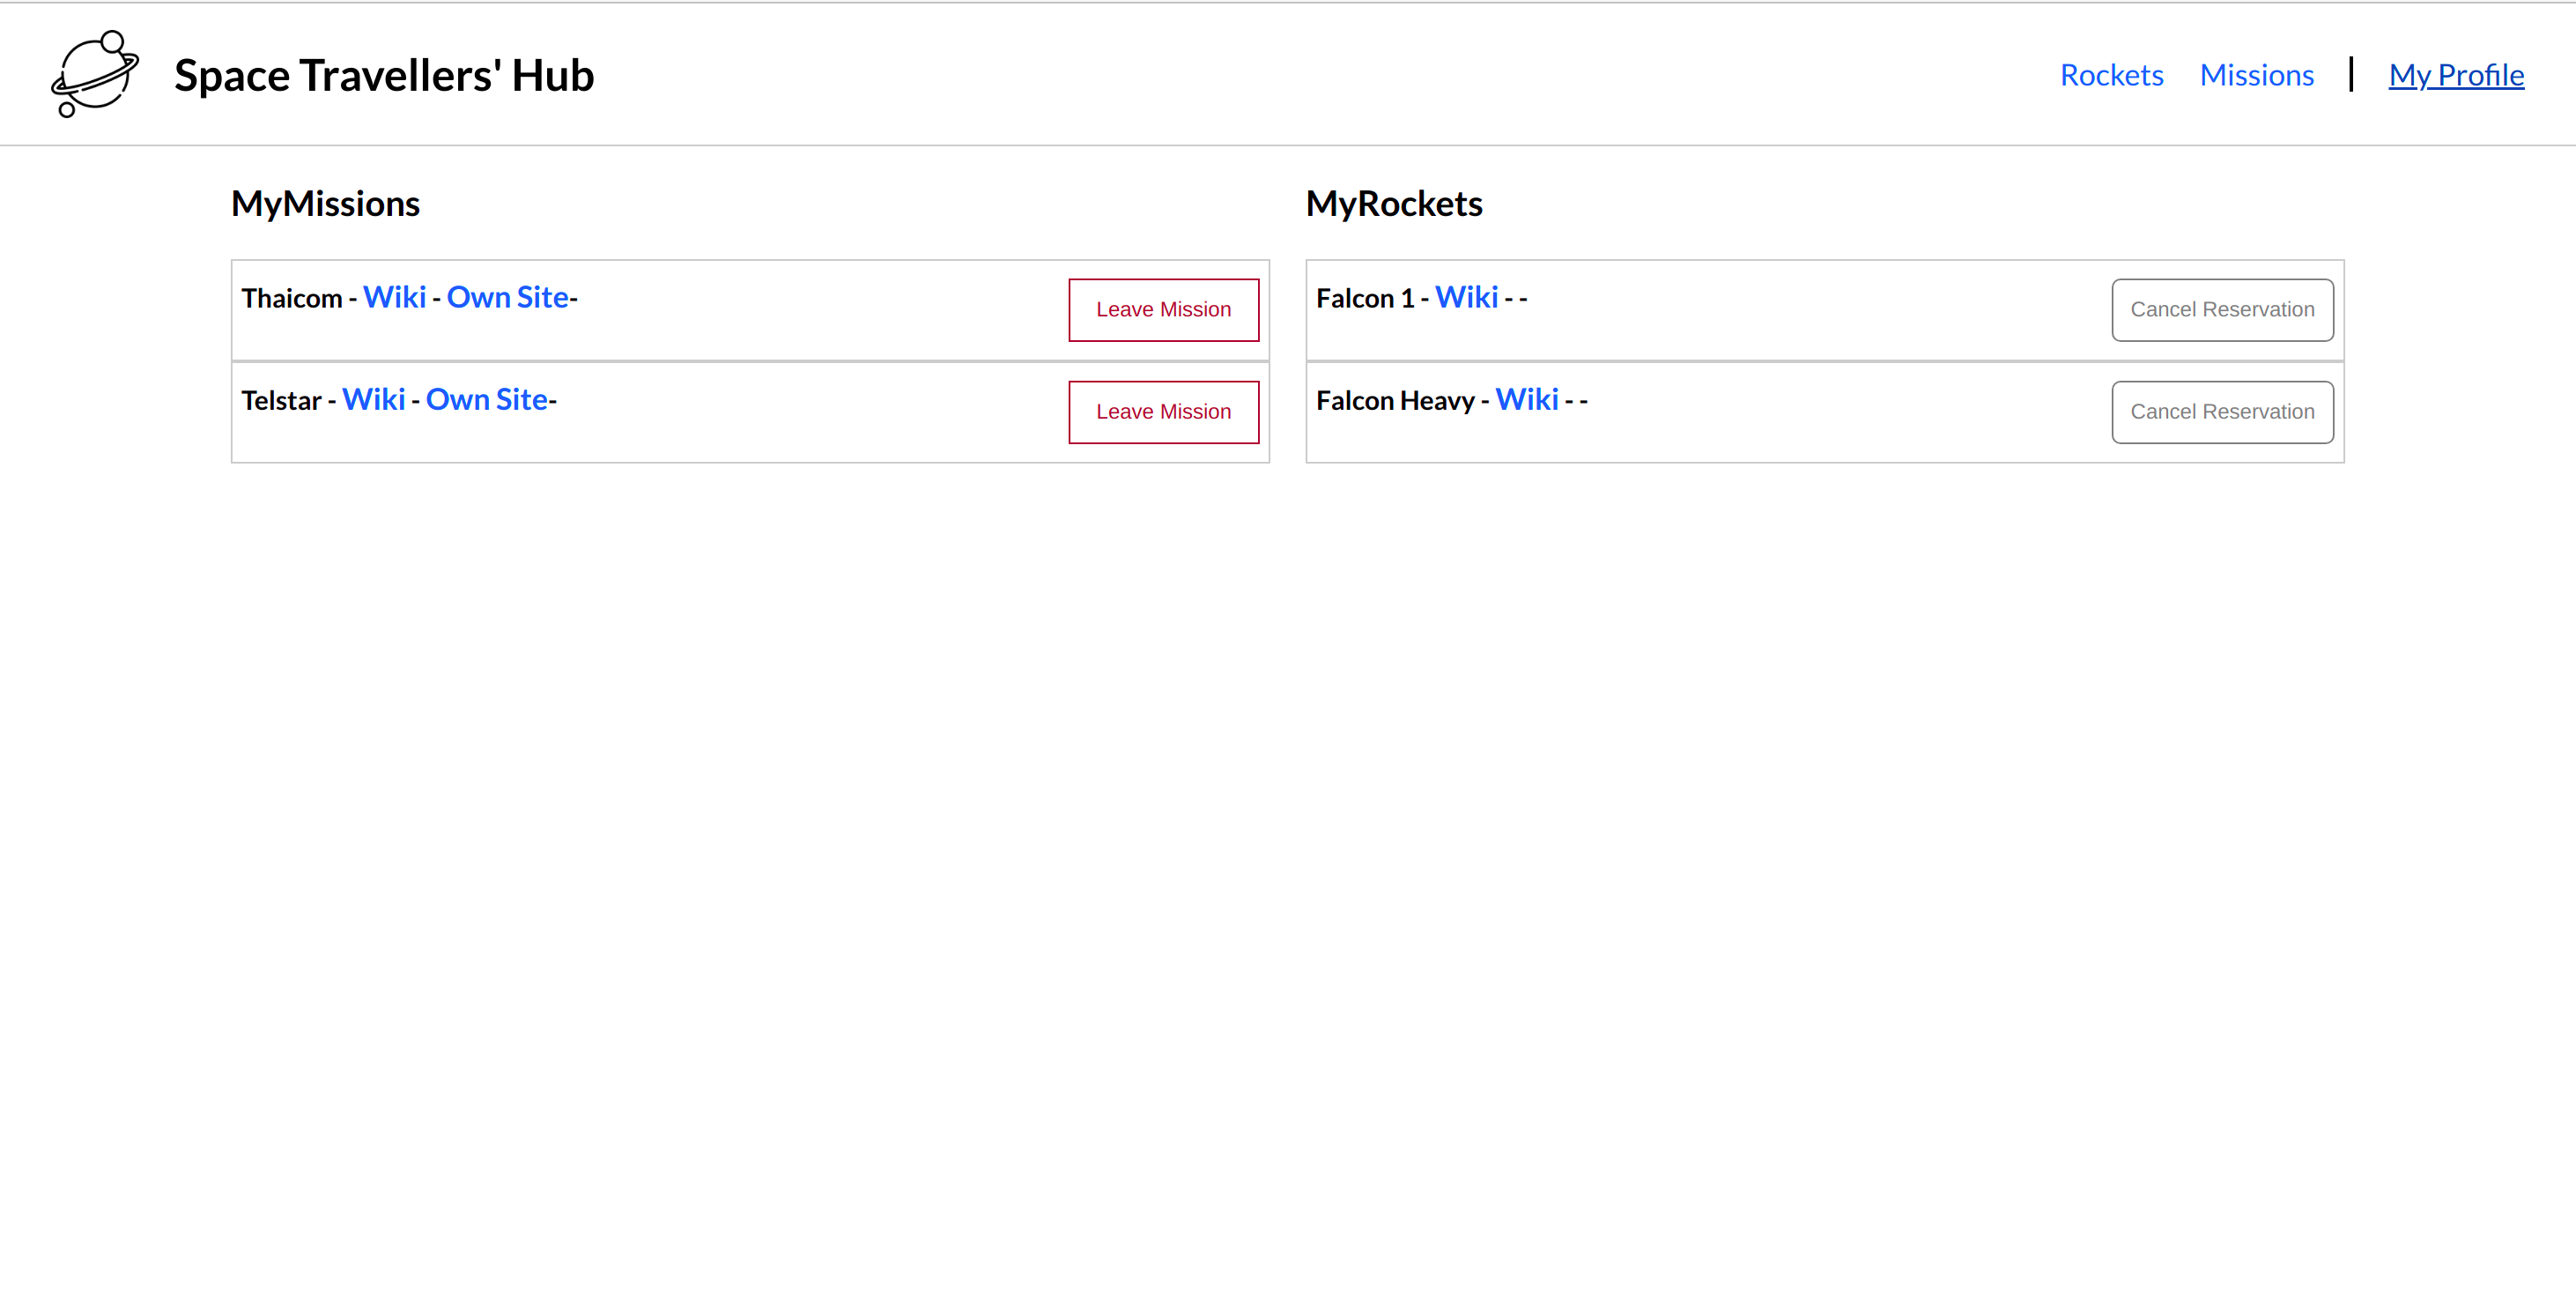 Space Travellers' Hub
Rockets Missions | My Profile
MyMissions
Thaicom - Wiki - Own Site-
Leave Mission
Telstar - Wiki - Own Site-
Leave Mission
MyRockets
Falcon 1 - Wiki - -
Cancel Reservation
Falcon Heavy - Wiki - -
Cancel Reservation